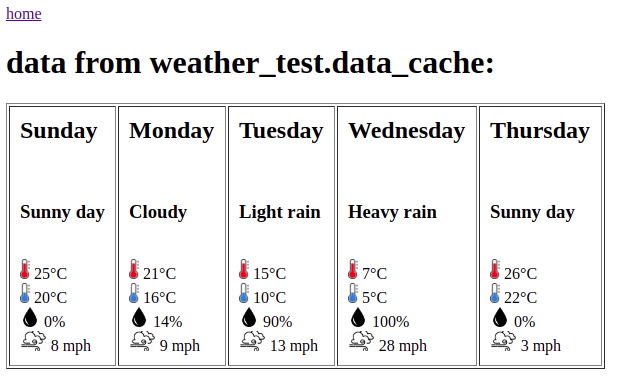 home
data from weather_test.data_cache:
Sunday Monday Tuesday Wednesday Thursday
Sunny day Cloudy Light rain Heavy rain Sunny day
25°C 21°C 15°C 7°C 26°C
20°C 16°C 10°C 5°C 22°C
0% 14% 90% 100% 0%
8 mph 9 mph 13 mph 28 mph 3 mph